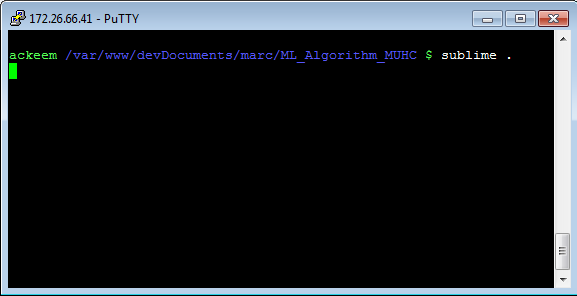 172.26.66.41 - PuTTY
ackeem /var/www/devDocuments/marc/ML_Algorithm_MUHC $ sublime .